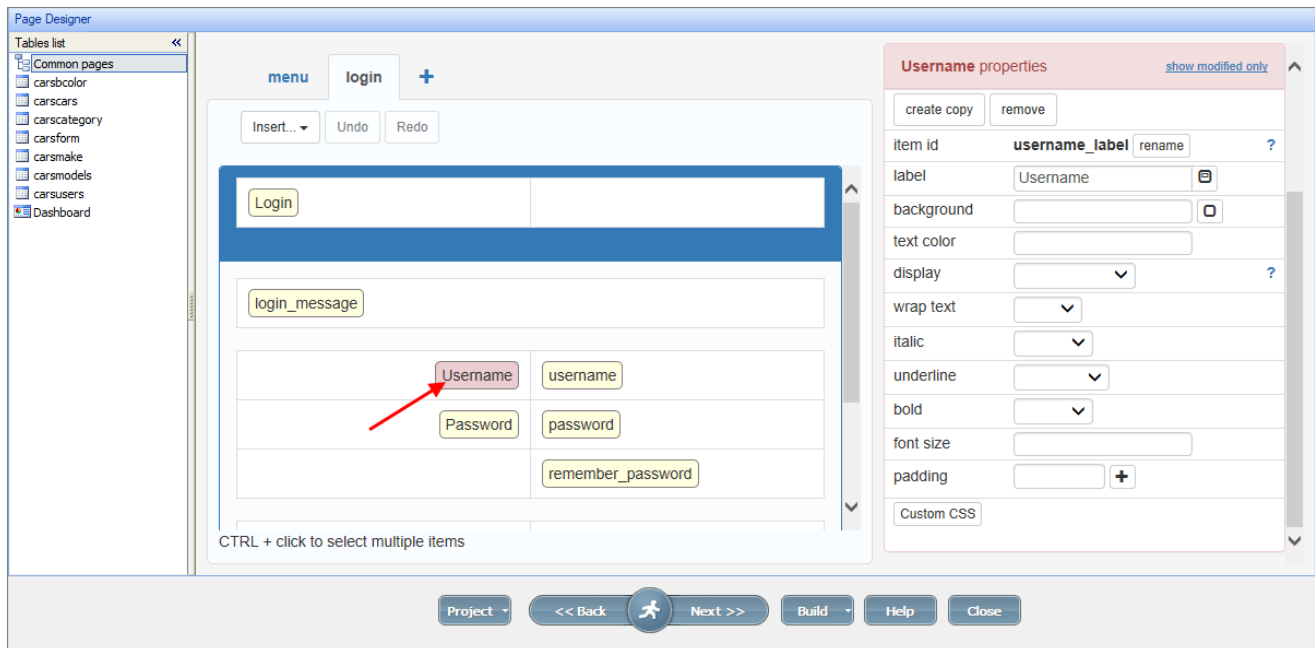 Page Designer
Tables list «
Common pages
carsbcolor
carscars
carscategory
carsform
carsmake
carsmodels
carsusers
Dashboard
menu login +
Insert... Undo Redo
Login
login_message
Username username
Password password
remember_password
CTRL + click to select multiple items
Username properties show modified only
create copy remove
item id username_label rename ?
label Username
background
text color
display ?
wrap text
italic
underline
bold
font size
padding +
Custom CSS
Project << Back Next >> Build Help Close